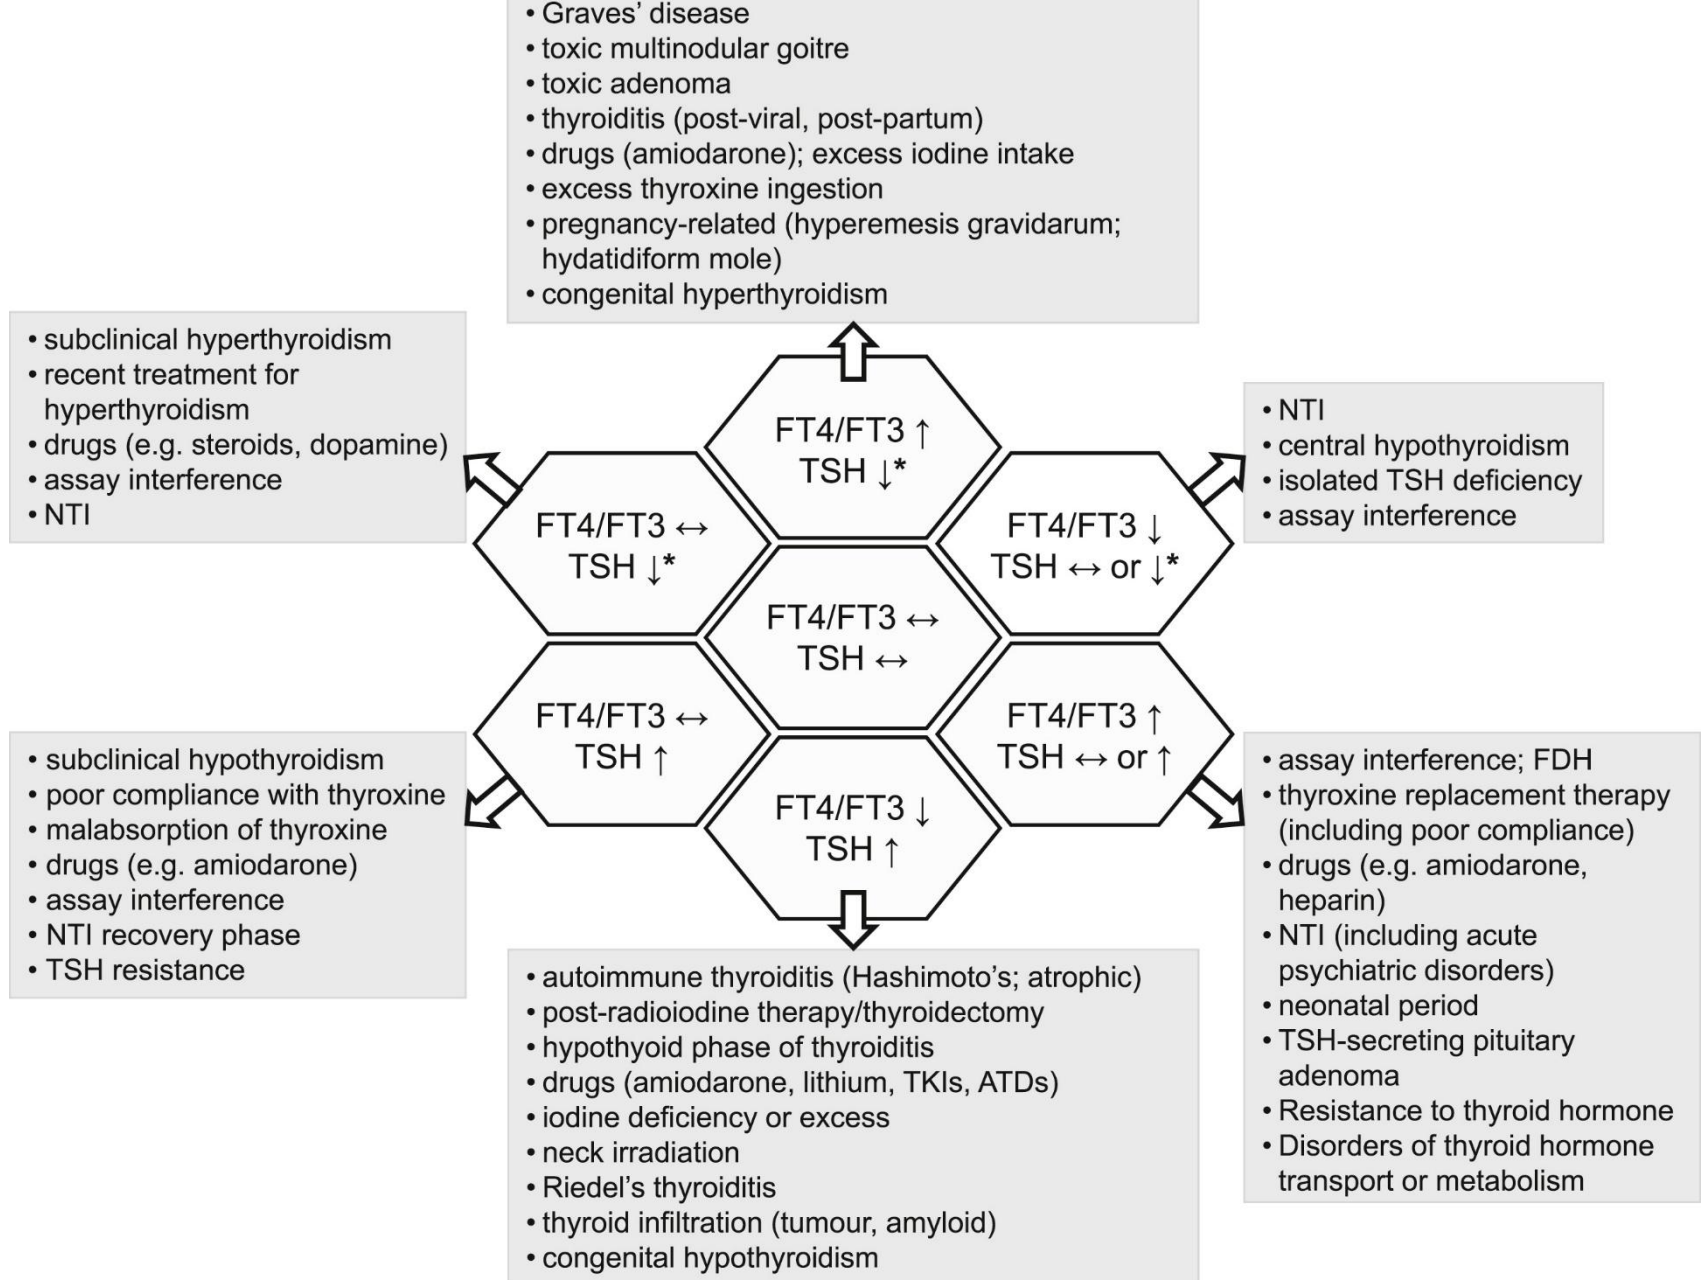 • Graves’ disease
• toxic multinodular goitre
• toxic adenoma
• thyroiditis (post-viral, post-partum)
• drugs (amiodarone); excess iodine intake
• excess thyroxine ingestion
• pregnancy-related (hyperemesis gravidarum;
hydatidiform mole)
• congenital hyperthyroidism
• subclinical hyperthyroidism
• recent treatment for
hyperthyroidism
• drugs (e.g. steroids, dopamine)
• assay interference
• NTI
• NTI
• central hypothyroidism
• isolated TSH deficiency
• assay interference
FT4/FT3 ↑
TSH ↓*
FT4/FT3 ↔
TSH ↓*
FT4/FT3 ↓
TSH ↔ or ↓*
FT4/FT3 ↔
TSH ↔
FT4/FT3 ↔
TSH ↑
FT4/FT3 ↑
TSH ↔ or ↑
FT4/FT3 ↓
TSH ↑
• subclinical hypothyroidism
• poor compliance with thyroxine
• malabsorption of thyroxine
• drugs (e.g. amiodarone)
• assay interference
• NTI recovery phase
• TSH resistance
• assay interference; FDH
• thyroxine replacement therapy
(including poor compliance)
• drugs (e.g. amiodarone,
heparin)
• NTI (including acute
psychiatric disorders)
• neonatal period
• TSH-secreting pituitary
adenoma
• Resistance to thyroid hormone
• Disorders of thyroid hormone
transport or metabolism
• autoimmune thyroiditis (Hashimoto’s; atrophic)
• post-radioiodine therapy/thyroidectomy
• hypothyoid phase of thyroiditis
• drugs (amiodarone, lithium, TKIs, ATDs)
• iodine deficiency or excess
• neck irradiation
• Riedel’s thyroiditis
• thyroid infiltration (tumour, amyloid)
• congenital hypothyroidism